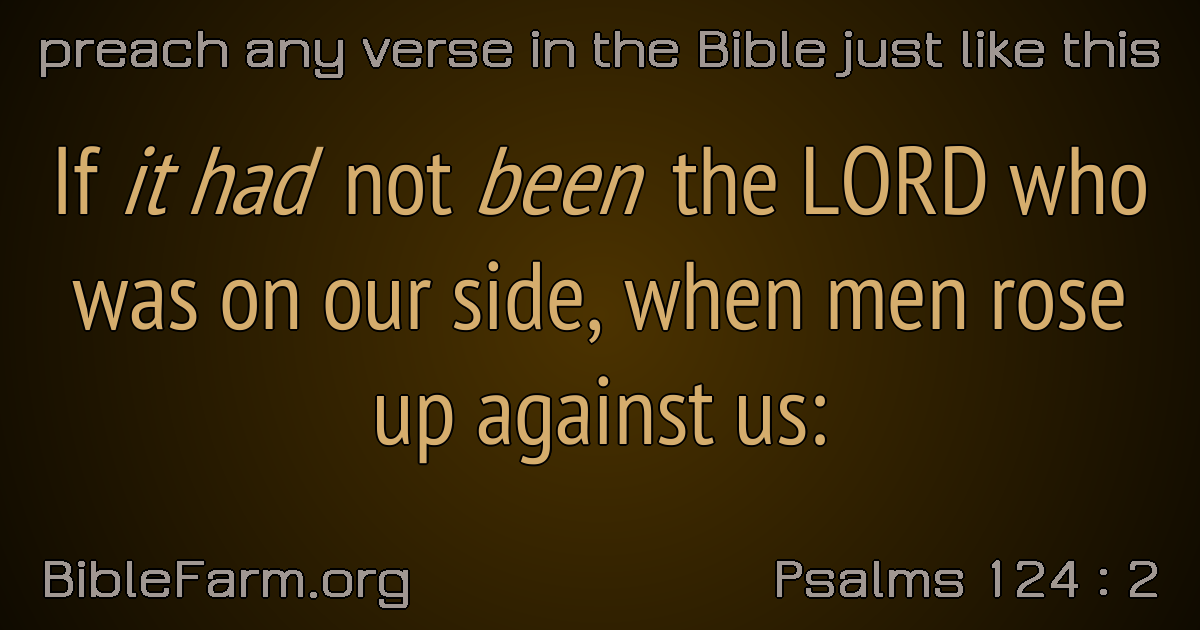 preach any verse in the Bible just like this
If it had not been the LORD who
was on our side, when men rose
up against us:
BibleFarm.org
Psalms 124 : 2